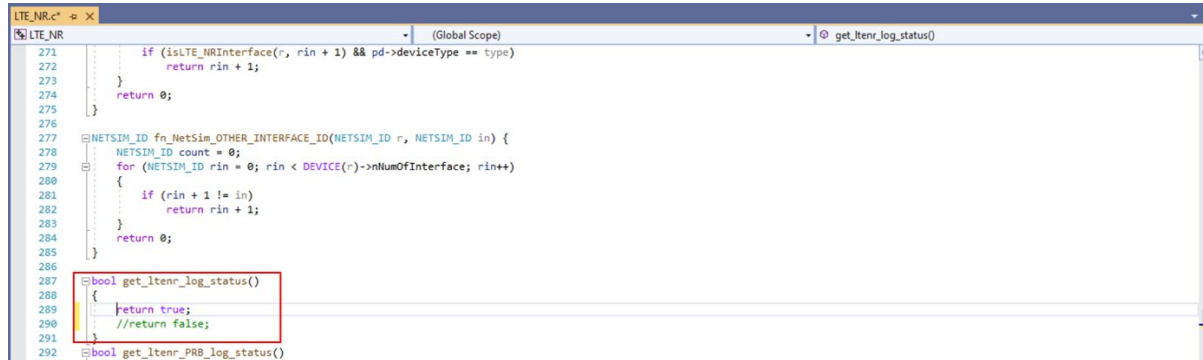 LTE_NR.c*
LTE_NR (Global Scope) get_ltenr_log_status()
271 if (isLTE_NRInterface(r, rin + 1) && pd->deviceType == type)
272 return rin + 1;
273 }
274 return 0;
275 }
276
277 NETSIM_ID fn_NetSim_OTHER_INTERFACE_ID(NETSIM_ID r, NETSIM_ID in) {
278 NETSIM_ID count = 0;
279 for (NETSIM_ID rin = 0; rin < DEVICE(r)->nNumOfInterface; rin++)
280 {
281 if (rin + 1 != in)
282 return rin + 1;
283 }
284 return 0;
285 }
286
287 bool get_ltenr_log_status()
288 {
289 return true;
290 //return false;
291 }
292 bool get_ltenr_PRB_log_status()